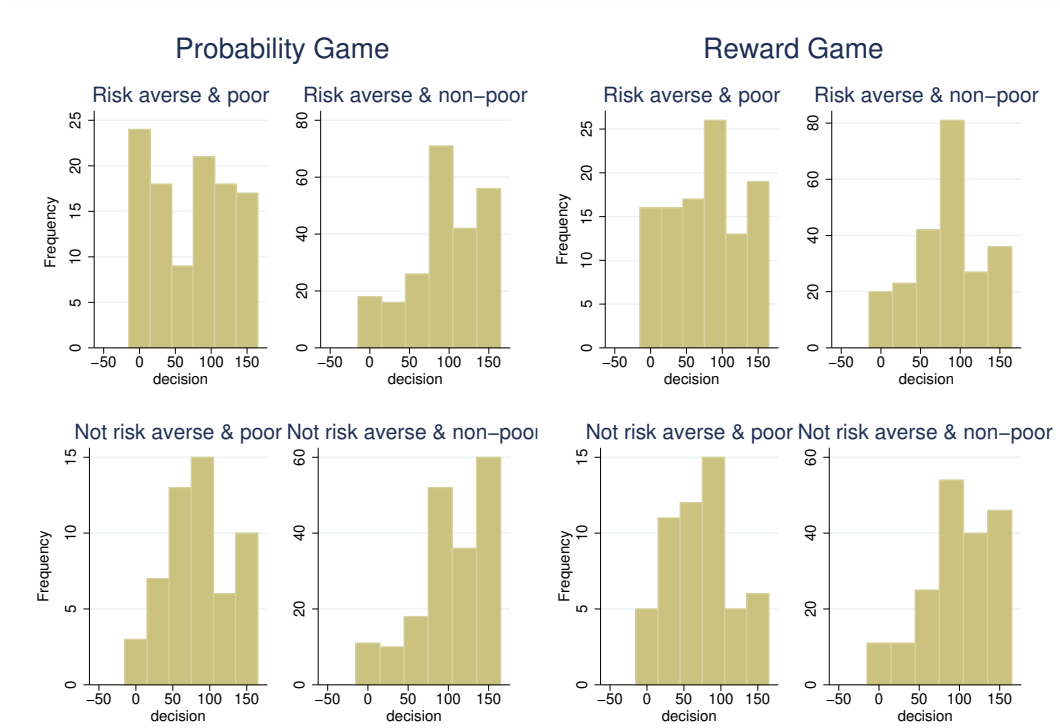 Probability Game
Reward Game
Risk averse & poor
Frequency
0 5 10 15 20 25
−50 0 50 100 150
decision
Risk averse & non−poor
0 20 40 60 80
−50 0 50 100 150
decision
Risk averse & poor
Frequency
0 5 10 15 20 25
−50 0 50 100 150
decision
Risk averse & non−poor
0 20 40 60 80
−50 0 50 100 150
decision
Not risk averse & poor
Frequency
0 5 10 15
−50 0 50 100 150
decision
Not risk averse & non−poor
0 20 40 60
−50 0 50 100 150
decision
Not risk averse & poor
Frequency
0 5 10 15
−50 0 50 100 150
decision
Not risk averse & non−poor
0 20 40 60
−50 0 50 100 150
decision